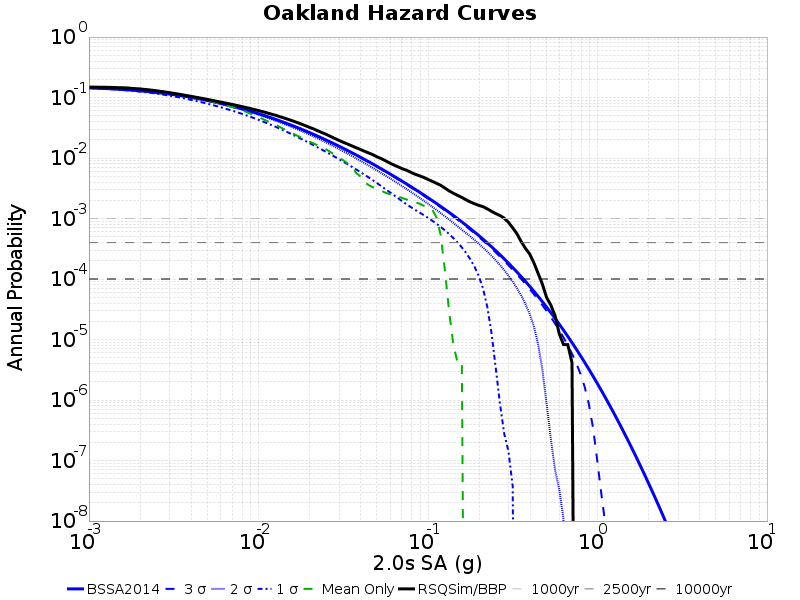 Oakland Hazard Curves
Annual Probability
10^0
10^-1
10^-2
10^-3
10^-4
10^-5
10^-6
10^-7
10^-8
10^-3 10^-2 10^-1 10^0 10^1
2.0s SA (g)
BSSA2014 3 σ 2 σ 1 σ Mean Only RSQSim/BBP 1000yr 2500yr 10000yr